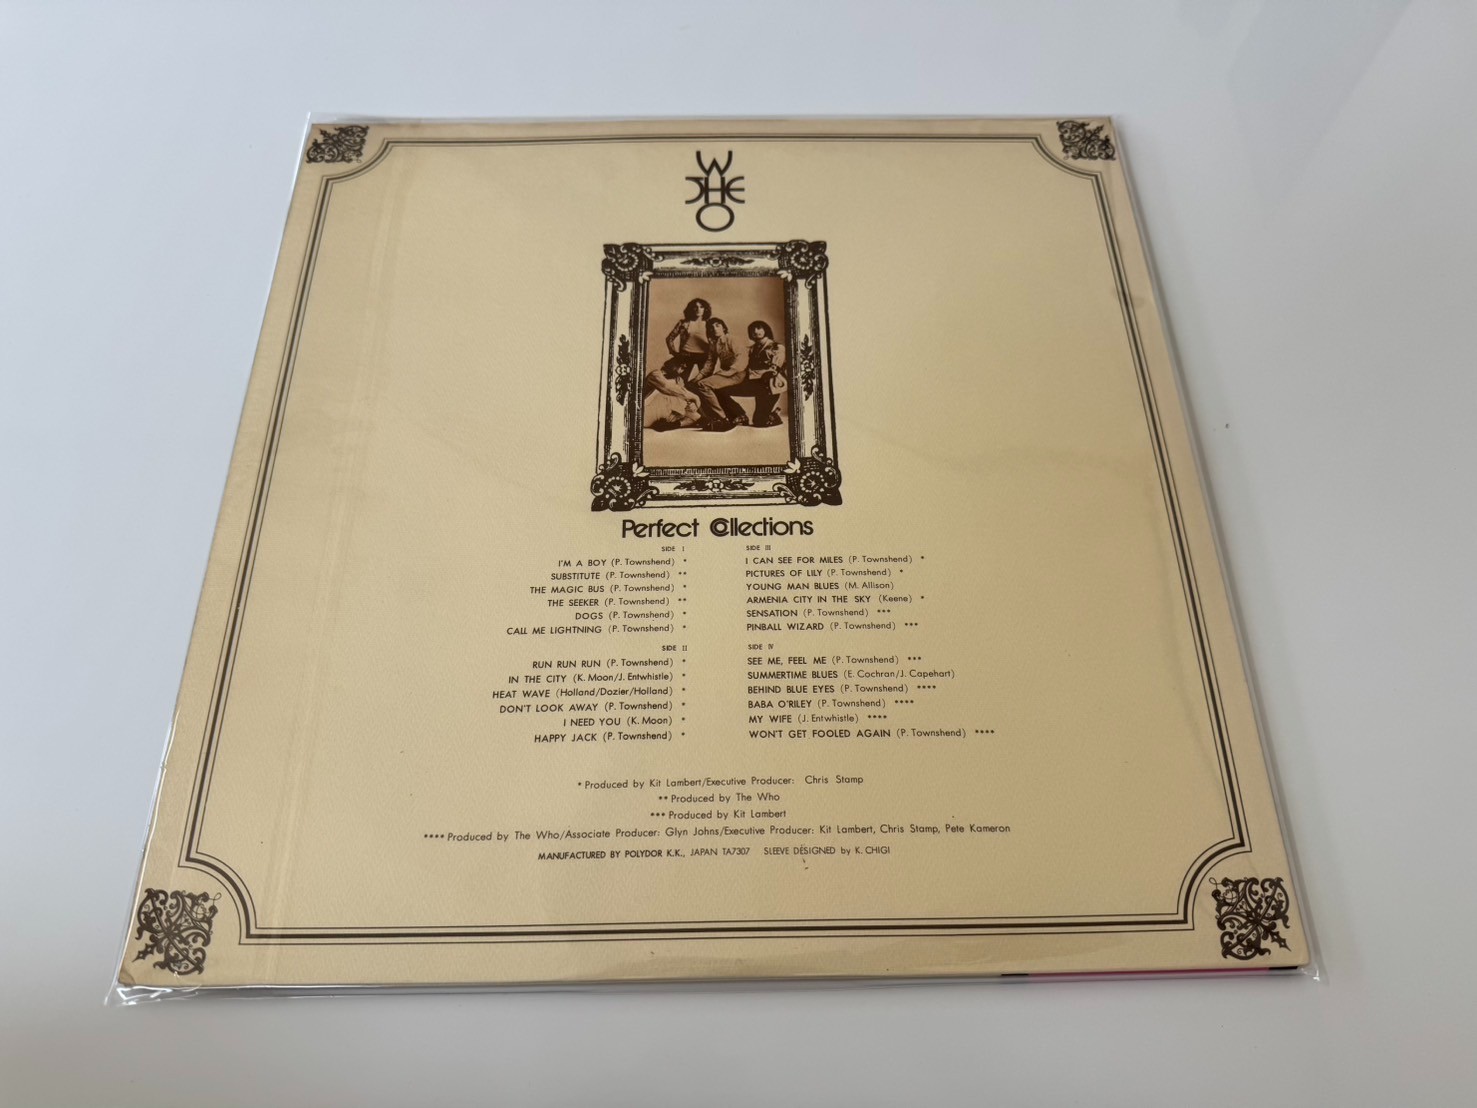 W
THE
O
Perfect Collections
SIDE I
I'M A BOY (P. Townshend) *
SUBSTITUTE (P. Townshend) **
THE MAGIC BUS (P. Townshend) *
THE SEEKER (P. Townshend) **
DOGS (P. Townshend) *
CALL ME LIGHTNING (P. Townshend) *
SIDE II
RUN RUN RUN (P. Townshend) *
IN THE CITY (K. Moon/J. Entwhistle) *
HEAT WAVE (Holland/Dozier/Holland) *
DON'T LOOK AWAY (P. Townshend) *
I NEED YOU (K. Moon) *
HAPPY JACK (P. Townshend) *
SIDE III
I CAN SEE FOR MILES (P. Townshend) *
PICTURES OF LILY (P. Townshend) *
YOUNG MAN BLUES (M. Allison)
ARMENIA CITY IN THE SKY (Keene) *
SENSATION (P. Townshend) ***
PINBALL WIZARD (P. Townshend) ***
SIDE IV
SEE ME, FEEL ME (P. Townshend) ***
SUMMERTIME BLUES (E. Cochran/J. Capehart)
BEHIND BLUE EYES (P. Townshend) ****
BABA O'RILEY (P. Townshend) ****
MY WIFE (J. Entwhistle) ****
WON'T GET FOOLED AGAIN (P. Townshend) ****
* Produced by Kit Lambert/Executive Producer: Chris Stamp
** Produced by The Who
*** Produced by Kit Lambert
**** Produced by The Who/Associate Producer: Glyn Johns/Executive Producer: Kit Lambert, Chris Stamp, Pete Kameron
MANUFACTURED BY POLYDOR K.K., JAPAN TA7307 SLEEVE DESIGNED by K. CHIGI